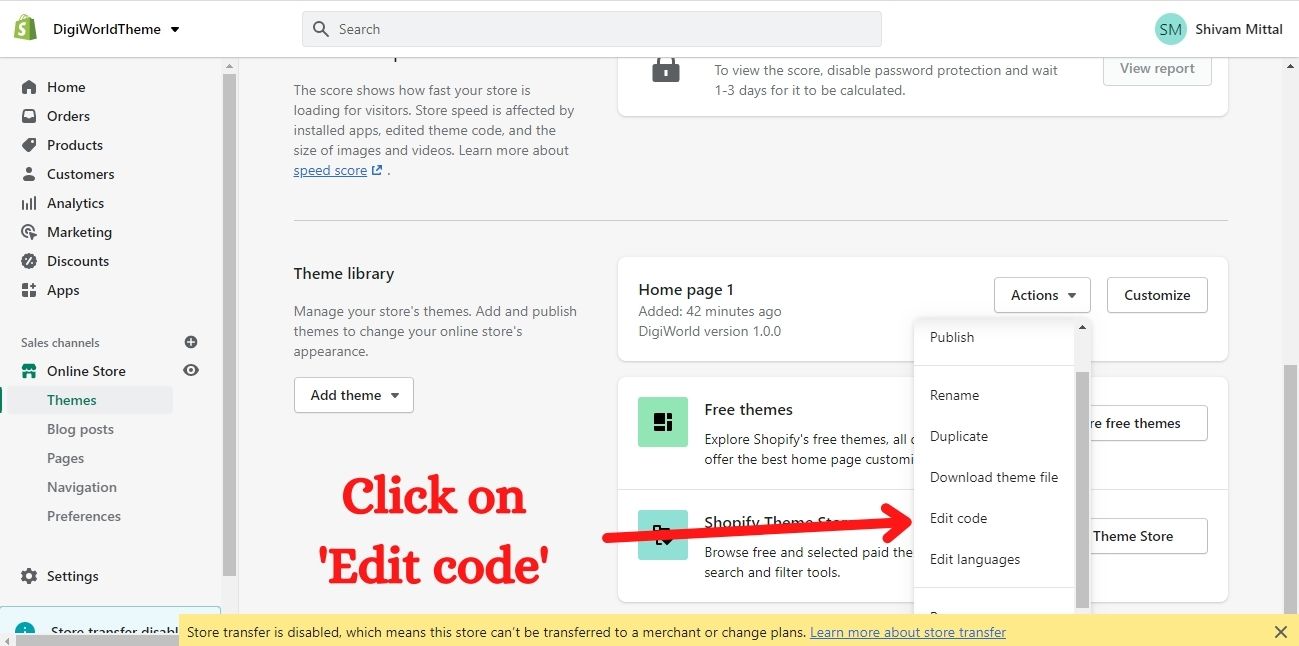 DigiWorldTheme
Search
SM
Shivam Mittal
Home
Orders
Products
Customers
Analytics
Marketing
Discounts
Apps
Sales channels
Online Store
Themes
Blog posts
Pages
Navigation
Preferences
Settings
The score shows how fast your store is
loading for visitors. Store speed is affected by
installed apps, edited theme code, and the
size of images and videos. Learn more about
speed score .
To view the score, disable password protection and wait
1-3 days for it to be calculated.
View report
Theme library
Manage your store's themes. Add and publish
themes to change your online store's
appearance.
Add theme
Home page 1
Added: 42 minutes ago
DigiWorld version 1.0.0
Actions
Customize
Publish
Rename
Duplicate
Download theme file
Edit code
Edit languages
Free themes
Explore Shopify's free themes, all
offer the best home page customi
re free themes
Shopify Theme Store
Browse free and selected paid the
search and filter tools.
Theme Store
Click on
'Edit code'
Store transfer disabl
Store transfer is disabled, which means this store can't be transferred to a merchant or change plans. Learn more about store transfer